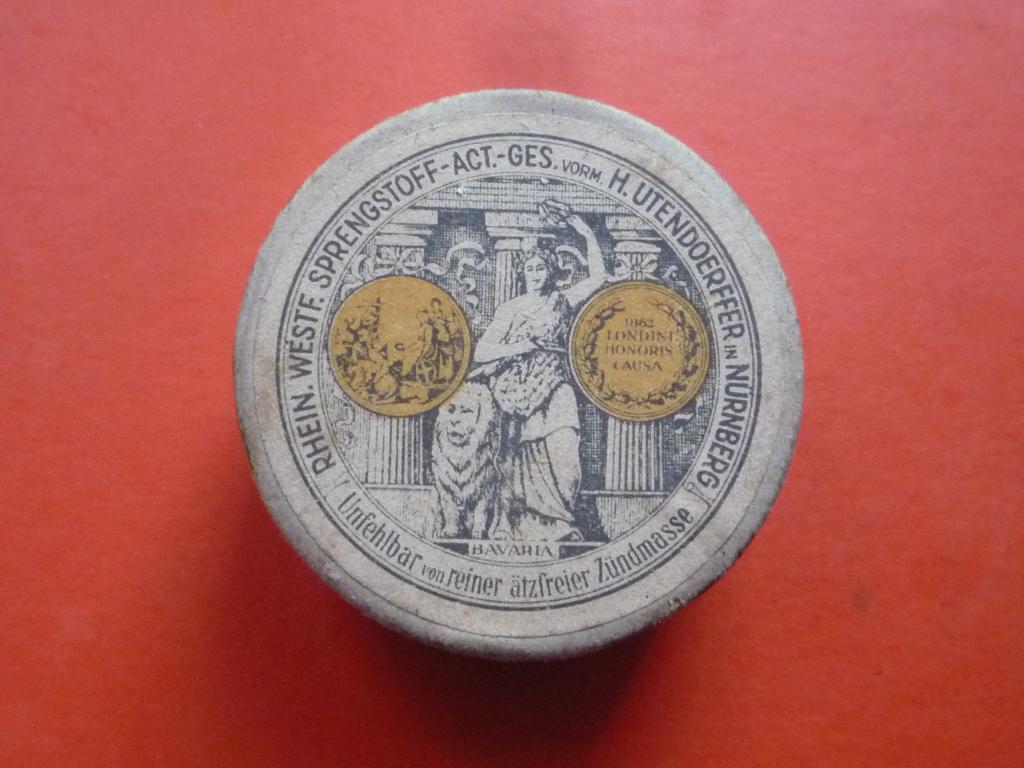 RHEIN. WESTF. SPRENGSTOFF-ACT.-GES. VORM. H. UTENDOERFFER IN NÜRNBERG
1862
LONDINI
HONORIS
CAUSA
BAVARIA
Unfehlbar von reiner ätzfreier Zündmasse